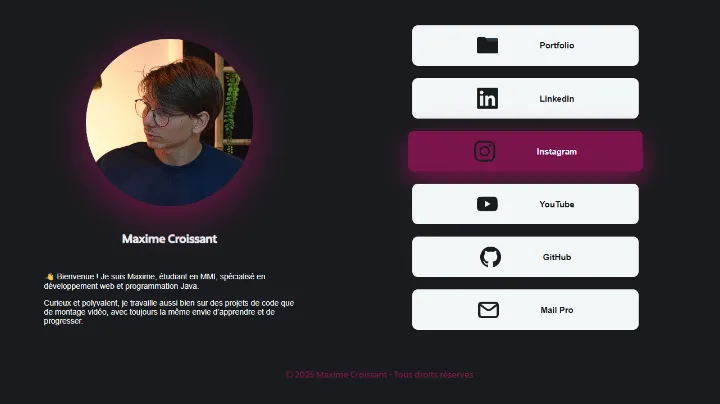 Maxime Croissant
👋 Bienvenue ! Je suis Maxime, étudiant en MMI, spécialisé en
développement web et programmation Java.
Curieux et polyvalent, je travaille aussi bien sur des projets de code que
de montage vidéo, avec toujours la même envie d'apprendre et de
progresser.
Portfolio
LinkedIn
Instagram
YouTube
GitHub
Mail Pro
© 2025 Maxime Croissant - Tous droits réservés